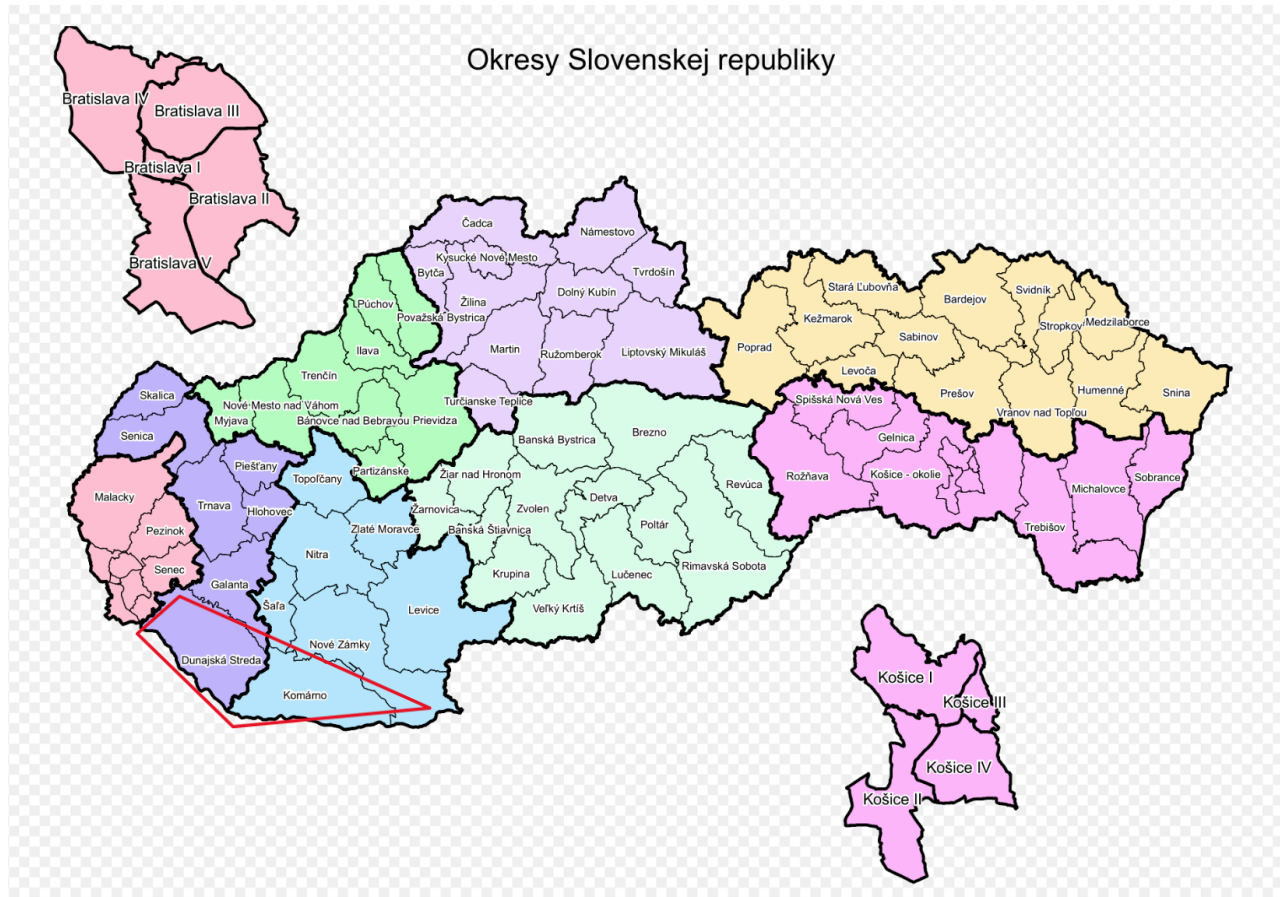 Okresy Slovenskej republiky
Bratislava IV
Bratislava III
Bratislava I
Bratislava II
Bratislava V
Čadca
Námestovo
Kysucké Nové Mesto
Bytča
Tvrdošín
Dolný Kubín
Púchov
Žilina
Považská Bystrica
Ilava
Martin
Ružomberok
Liptovský Mikuláš
Trenčín
Turčianske Teplice
Stará Ľubovňa
Bardejov
Svidník
Kežmarok
Stropkov
Medzilaborce
Sabinov
Poprad
Levoča
Prešov
Humenné
Snina
Vranov nad Topľou
Skalica
Senica
Nové Mesto nad Váhom
Myjava
Bánovce nad Bebravou
Prievidza
Partizánske
Banská Bystrica
Brezno
Spišská Nová Ves
Gelnica
Rožňava
Košice - okolie
Michalovce
Sobrance
Trebišov
Piešťany
Topoľčany
Žiar nad Hronom
Revúca
Malacky
Trnava
Hlohovec
Žarnovica
Zvolen
Detva
Poltár
Pezinok
Zlaté Moravce
Banská Štiavnica
Nitra
Senec
Krupina
Lučenec
Rimavská Sobota
Galanta
Šaľa
Levice
Veľký Krtíš
Nové Zámky
Dunajská Streda
Komárno
Košice I
Košice III
Košice IV
Košice II